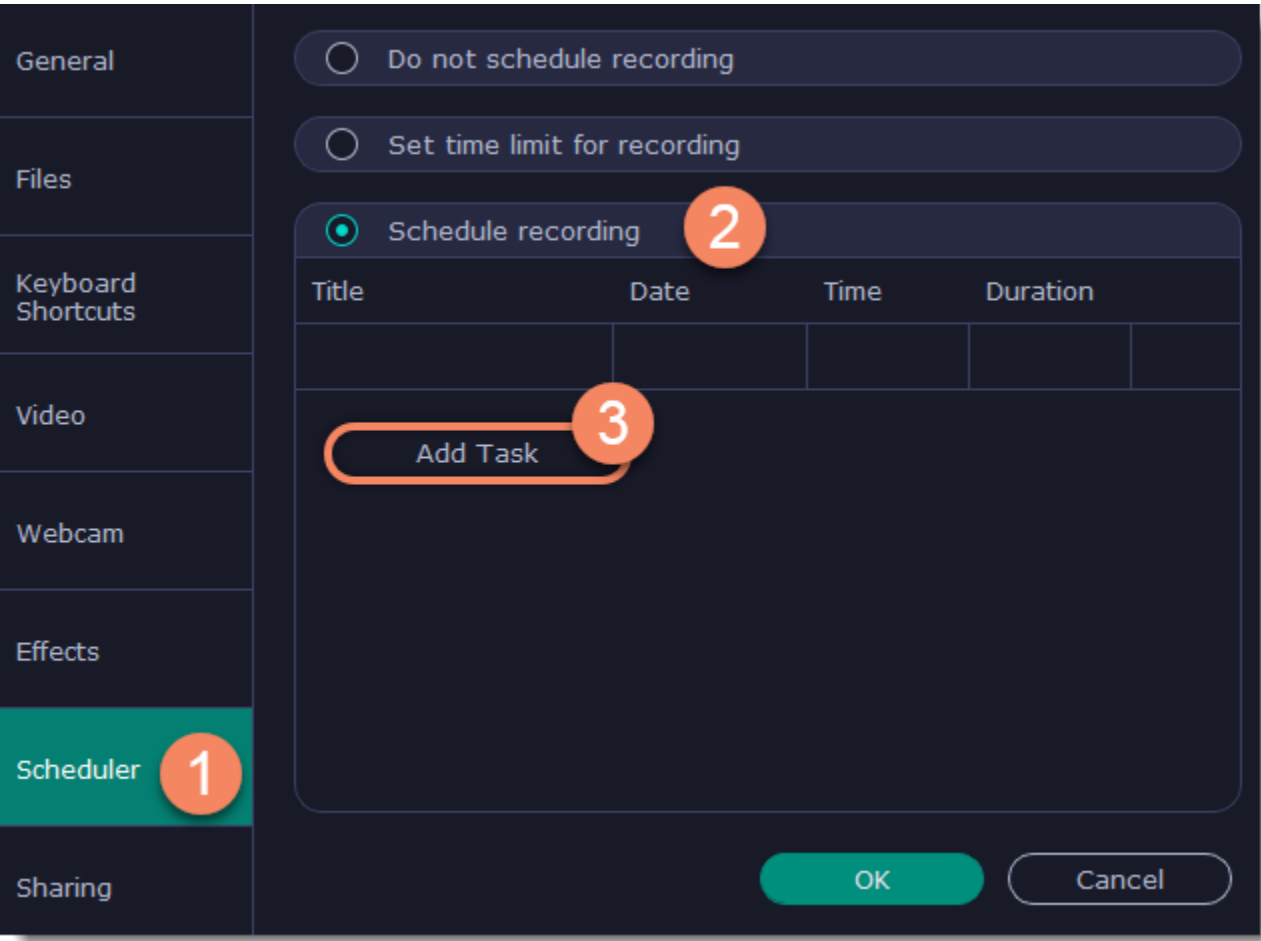 General
Files
Keyboard
Shortcuts
Video
Webcam
Effects
Scheduler 1
Sharing
Do not schedule recording
Set time limit for recording
Schedule recording 2
Title Date Time Duration
3
Add Task
OK Cancel